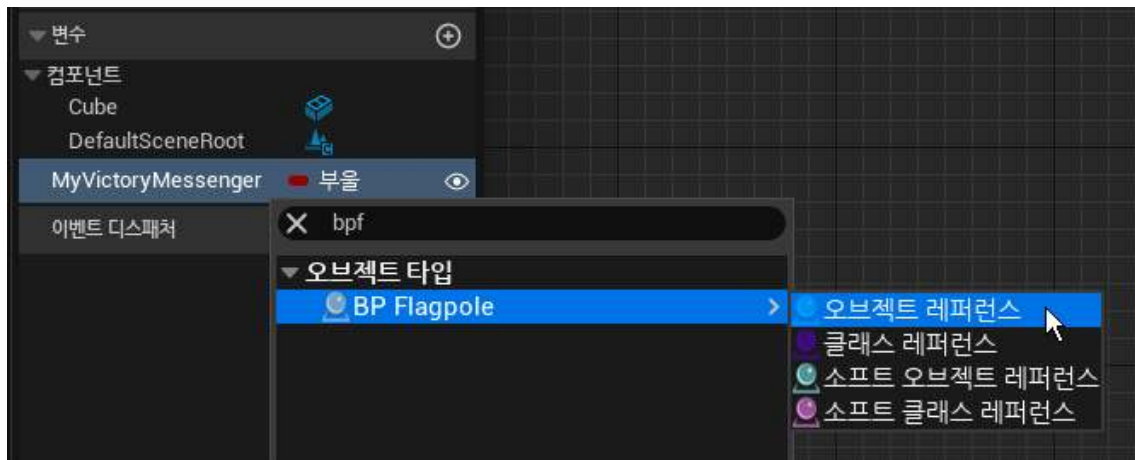 변수
컴포넌트
Cube
DefaultSceneRoot
MyVictoryMessenger 부울
이벤트 디스패처
bpf
오브젝트 타입
BP Flagpole
오브젝트 레퍼런스
클래스 레퍼런스
소프트 오브젝트 레퍼런스
소프트 클래스 레퍼런스